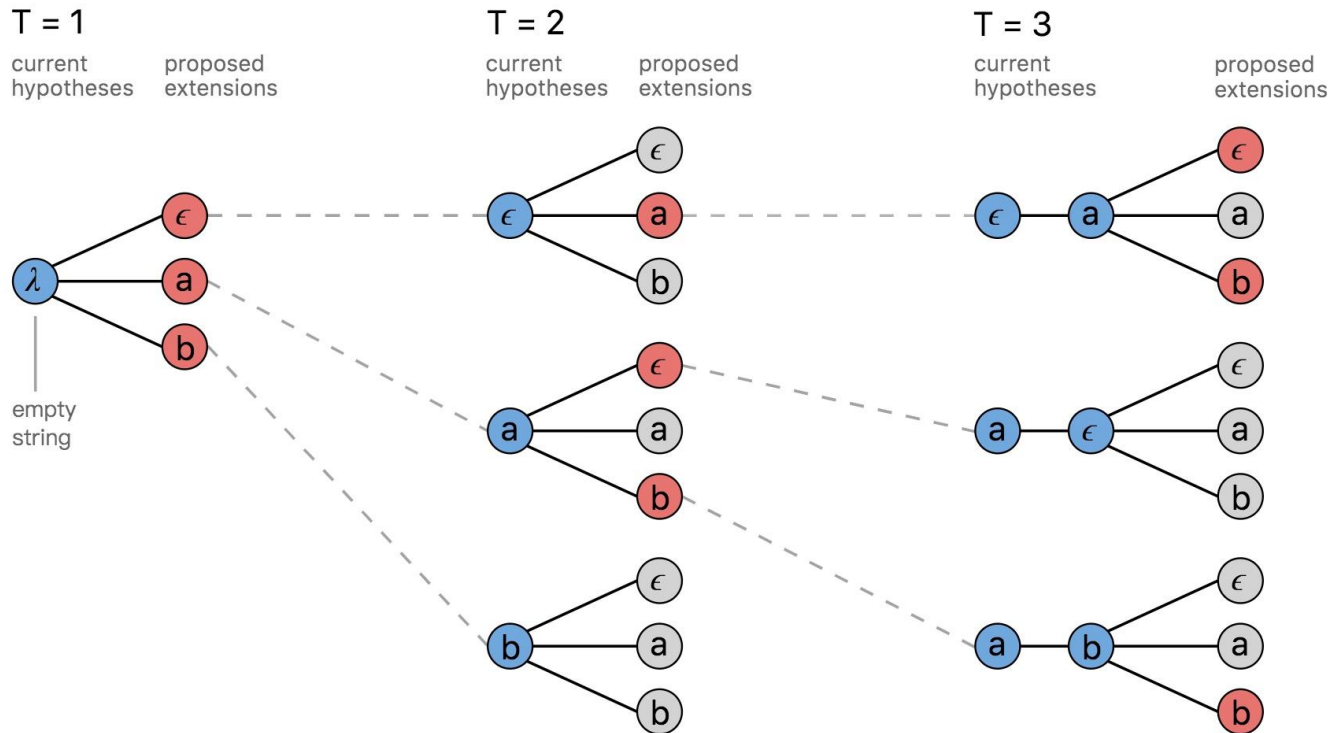 T = 1
T = 2
T = 3
current hypotheses
proposed extensions
current hypotheses
proposed extensions
current hypotheses
proposed extensions
λ
ϵ
a
b
empty string
ϵ
ϵ
a
b
a
ϵ
a
b
b
ϵ
a
b
ϵ
a
ϵ
a
b
a
ϵ
ϵ
a
b
a
b
ϵ
a
b